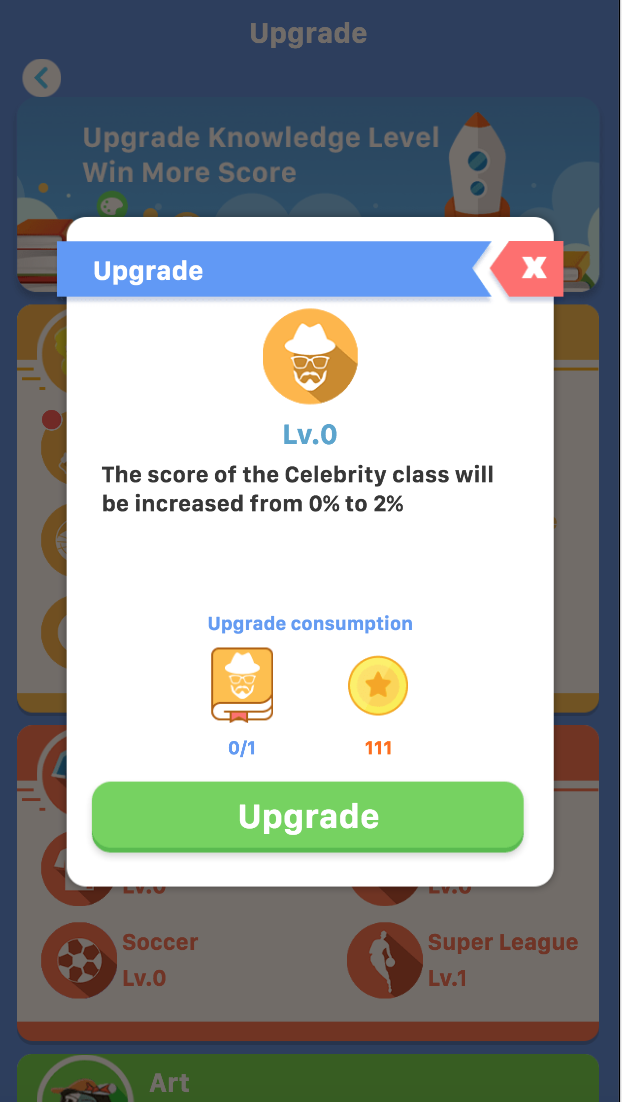 Upgrade
Upgrade Knowledge Level
Win More Score
Upgrade
X
Lv.0
The score of the Celebrity class will
be increased from 0% to 2%
Upgrade consumption
0/1
111
Upgrade
Lv.0
Lv.0
Soccer
Super League
Lv.0
Lv.1
Art